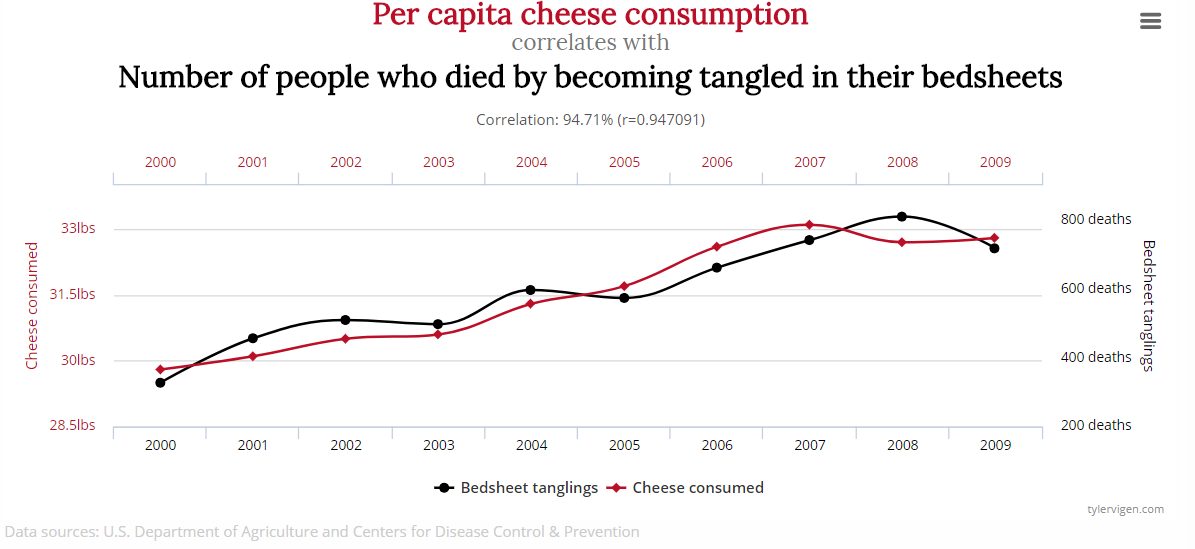 Per capita cheese consumption
correlates with
Number of people who died by becoming tangled in their bedsheets
Correlation: 94.71% (r=0.947091)
2000 2001 2002 2003 2004 2005 2006 2007 2008 2009
Cheese consumed
33lbs
31.5lbs
30lbs
28.5lbs
800 deaths
600 deaths
400 deaths
200 deaths
Bedsheet tanglings
2000 2001 2002 2003 2004 2005 2006 2007 2008 2009
Bedsheet tanglings Cheese consumed
tylervigen.com
Data sources: U.S. Department of Agriculture and Centers for Disease Control & Prevention